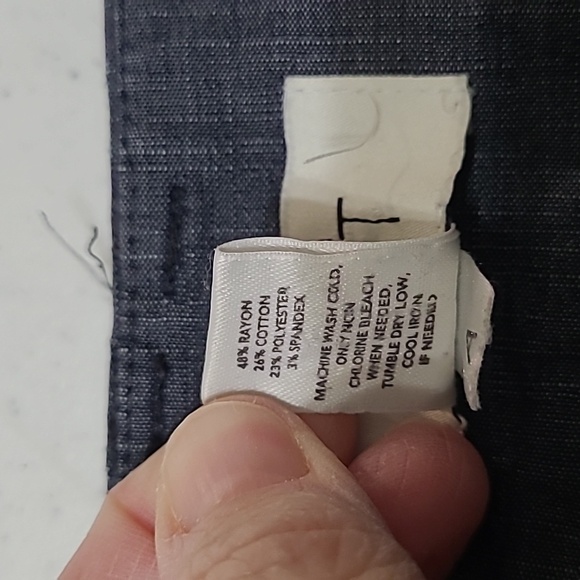 48% RAYON
26% COTTON
23% POLYESTER
3% SPANDEX
MACHINE WASH COLD,
ONLY NON
CHLORINE BLEACH
WHEN NEEDED,
TUMBLE DRY LOW,
COOL IRON
IF NEEDED